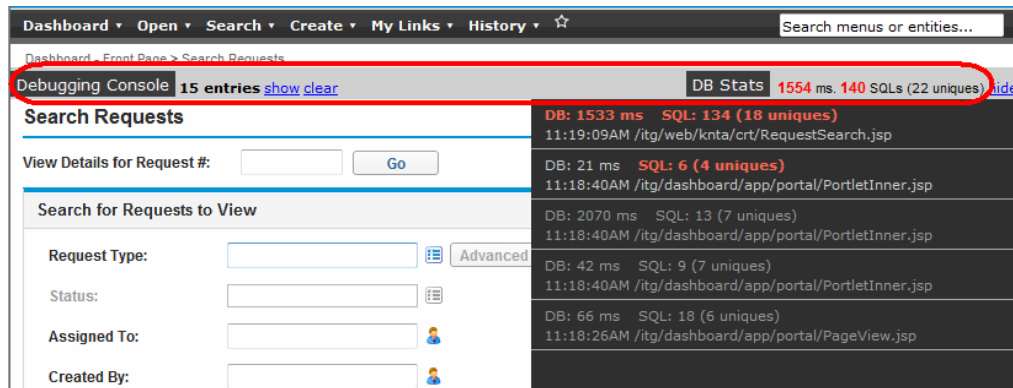 Dashboard ▾ Open ▾ Search ▾ Create ▾ My Links ▾ History ▾ Search menus or entities...
Dashboard - Front Page > Search Requests
Debugging Console 15 entries show clear DB Stats 1554 ms. 140 SQLs (22 uniques) hide
Search Requests
DB: 1533 ms SQL: 134 (18 uniques)
11:19:09AM /itg/web/knta/crt/RequestSearch.jsp
View Details for Request #: Go
DB: 21 ms SQL: 6 (4 uniques)
11:18:40AM /itg/dashboard/app/portal/PortletInner.jsp
Search for Requests to View
DB: 2070 ms SQL: 13 (7 uniques)
11:18:40AM /itg/dashboard/app/portal/PortletInner.jsp
Request Type: Advanced
DB: 42 ms SQL: 9 (7 uniques)
11:18:40AM /itg/dashboard/app/portal/PortletInner.jsp
Status:
DB: 66 ms SQL: 18 (6 uniques)
11:18:26AM /itg/dashboard/app/portal/PageView.jsp
Assigned To:
Created By: